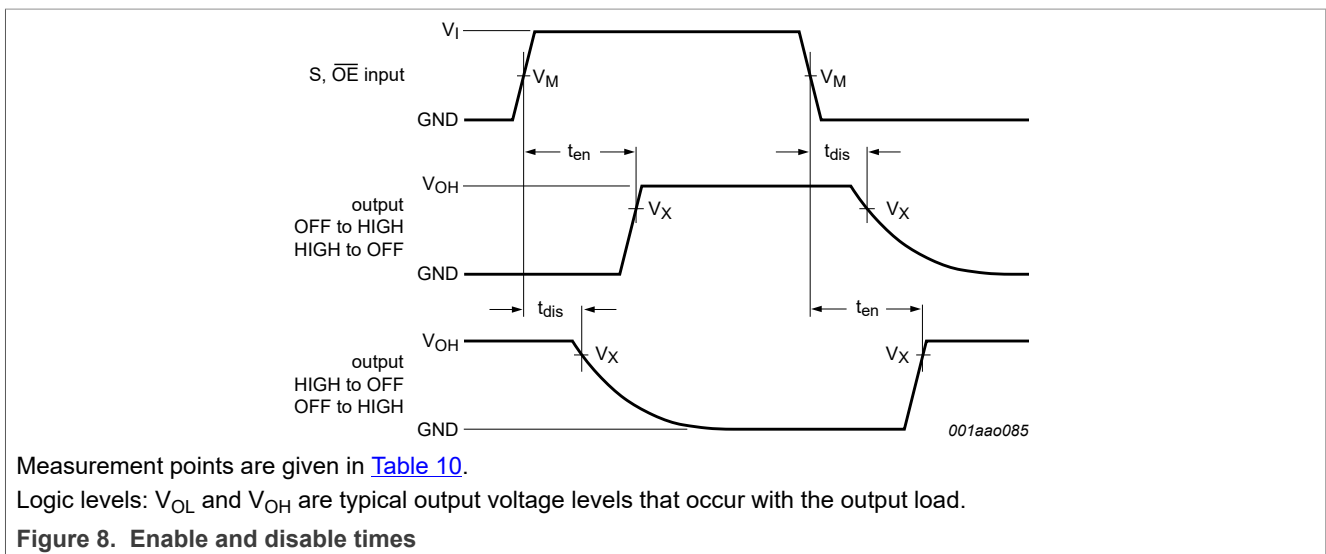 V_I
S, O̅E̅ input
V_M
V_M
GND
t_en
t_dis
V_OH
output
OFF to HIGH
HIGH to OFF
V_X
V_X
GND
t_dis
t_en
V_OH
output
HIGH to OFF
OFF to HIGH
V_X
V_X
GND
001aao085
Measurement points are given in Table 10.
Logic levels: V_OL and V_OH are typical output voltage levels that occur with the output load.
Figure 8. Enable and disable times